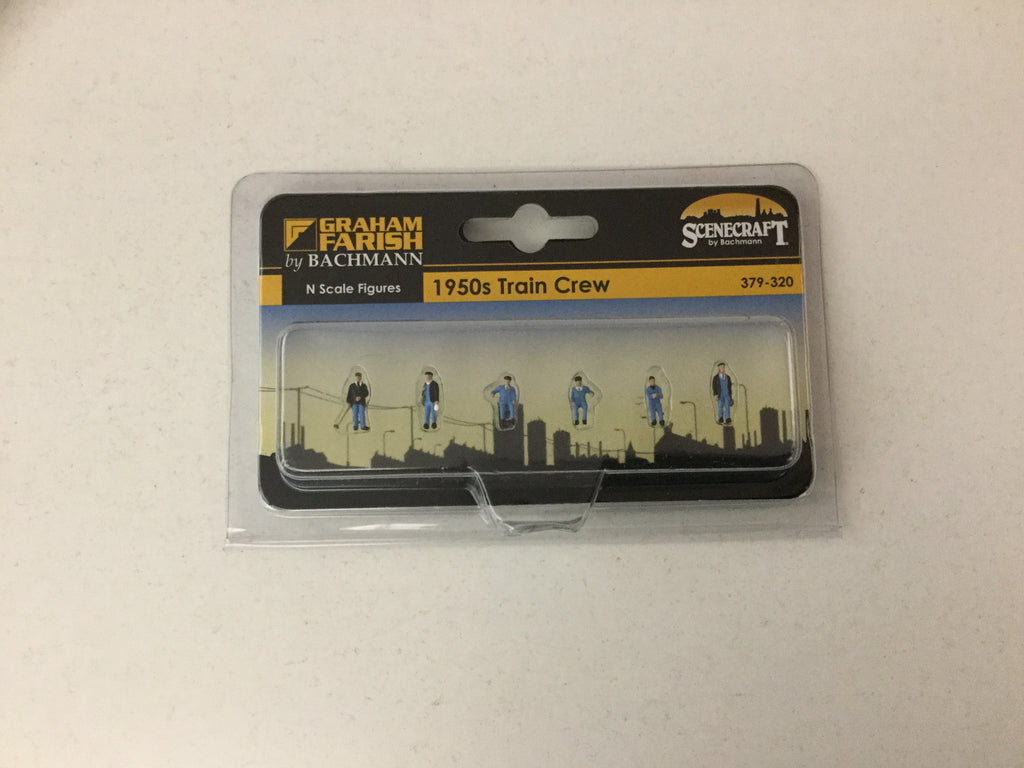 GRAHAM
FARISH
by BACHMANN
SCENECRAFT
by Bachmann
N Scale Figures
1950s Train Crew
379-320